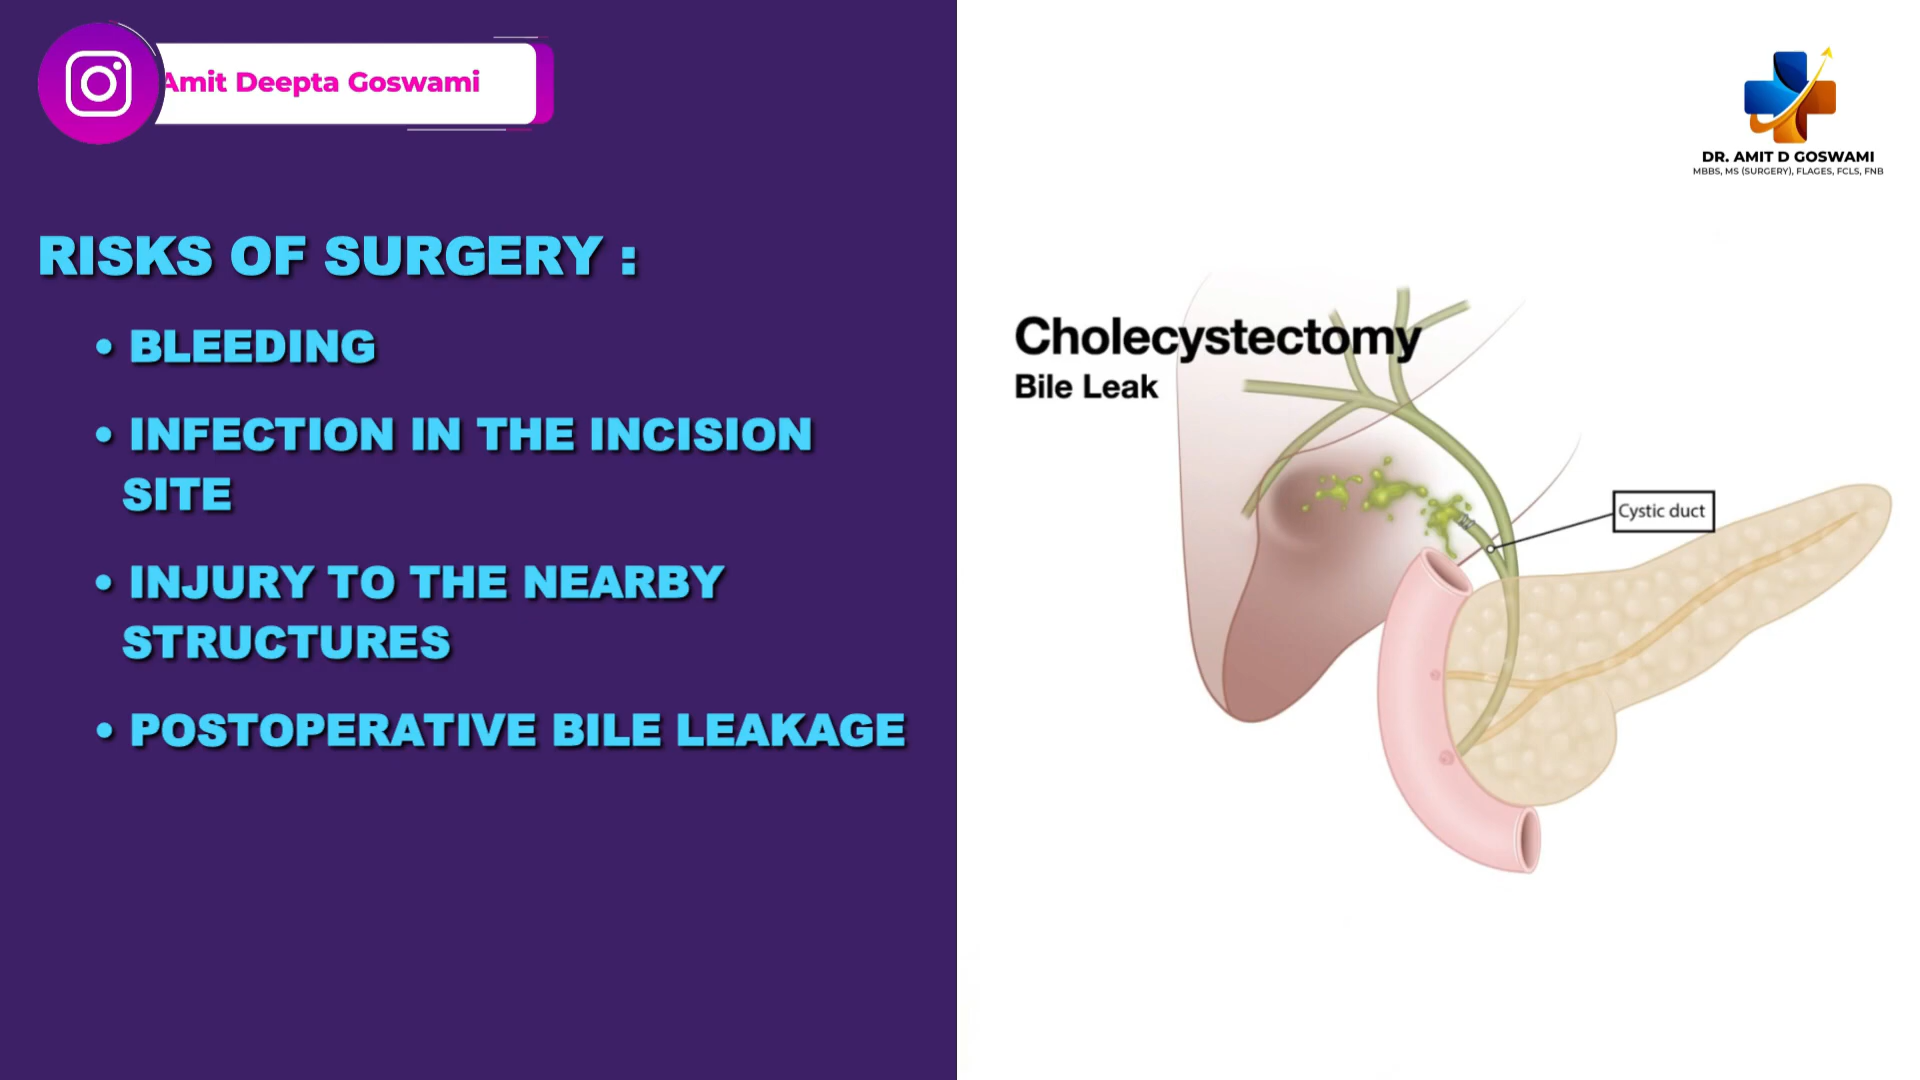 Amit Deepta Goswami
DR. AMIT D GOSWAMI
MBBS, MS (SURGERY), FLAGES, FCLS, FNB
RISKS OF SURGERY :
• BLEEDING
• INFECTION IN THE INCISION
SITE
• INJURY TO THE NEARBY
STRUCTURES
• POSTOPERATIVE BILE LEAKAGE
Cholecystectomy
Bile Leak
Cystic duct